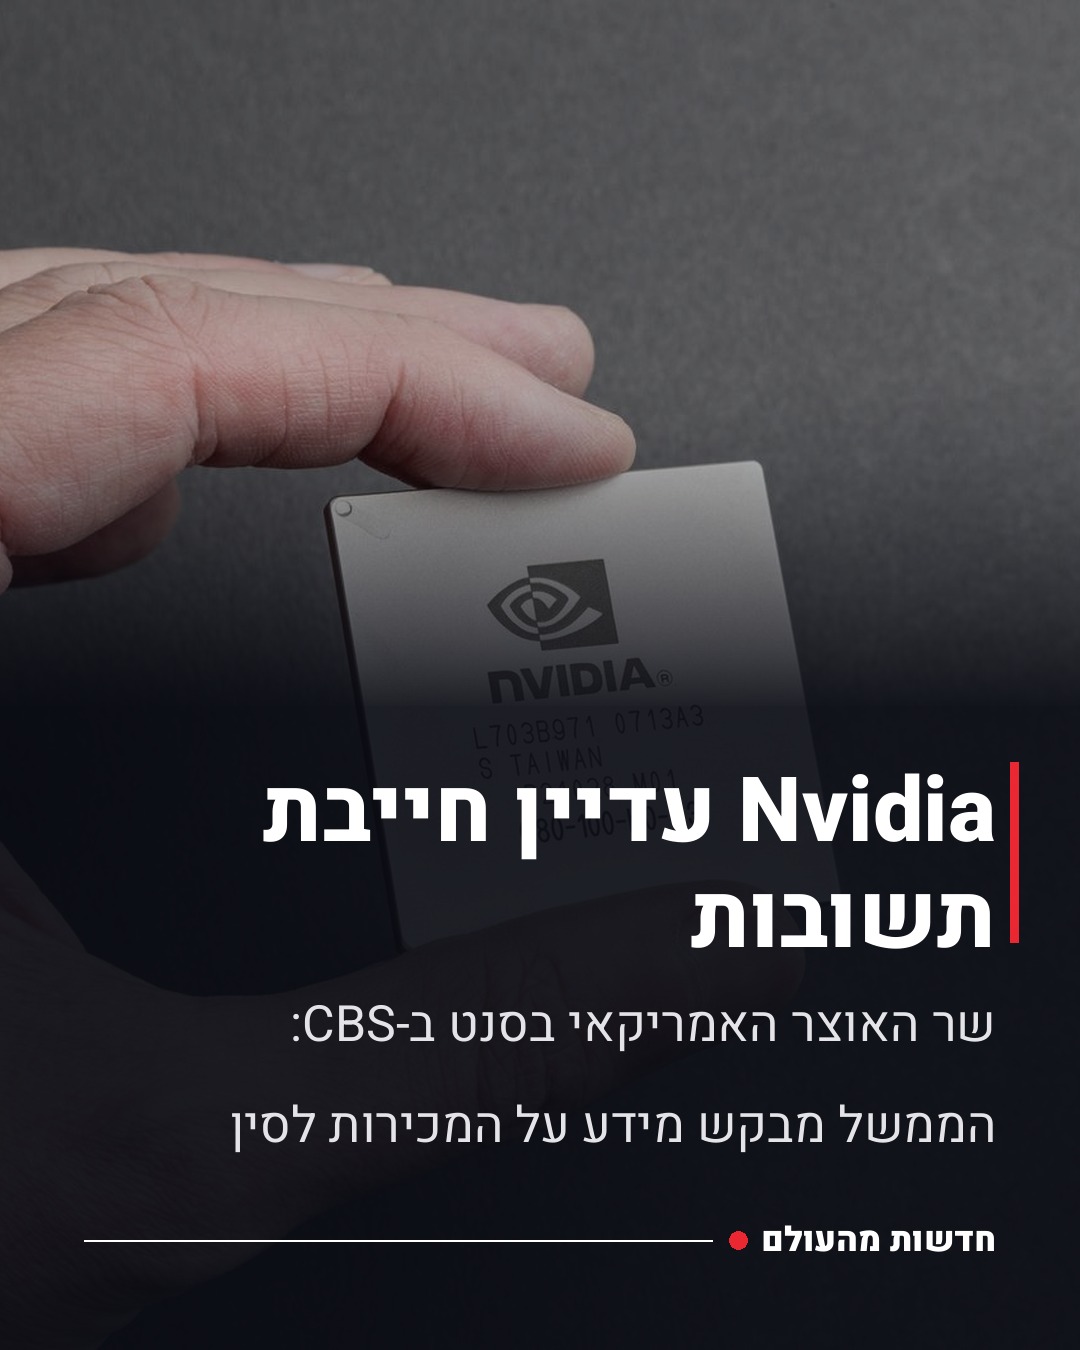 NVIDIA®
L703B971 0713A3
S TAIWAN
Nvidia עדיין חייבת
תשובות
שר האוצר האמריקאי בסנט ב-CBS:
הממשל מבקש מידע על המכירות לסין
חדשות מהעולם